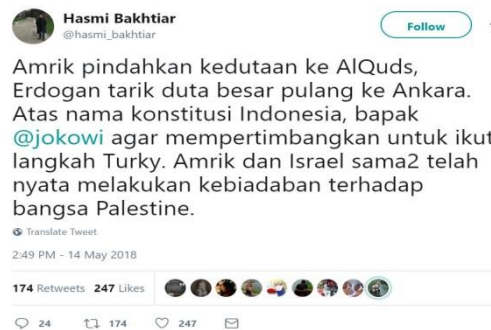 Hasmi Bakhtiar
@hasmi_bakhtiar
Follow
Amrik pindahkan kedutaan ke AlQuds,
Erdogan tarik duta besar pulang ke Ankara.
Atas nama konstitusi Indonesia, bapak
@jokowi agar mempertimbangkan untuk ikut
langkah Turky. Amrik dan Israel sama2 telah
nyata melakukan kebiadaban terhadap
bangsa Palestine.
Translate Tweet
2:49 PM - 14 May 2018
174 Retweets 247 Likes
24 174 247